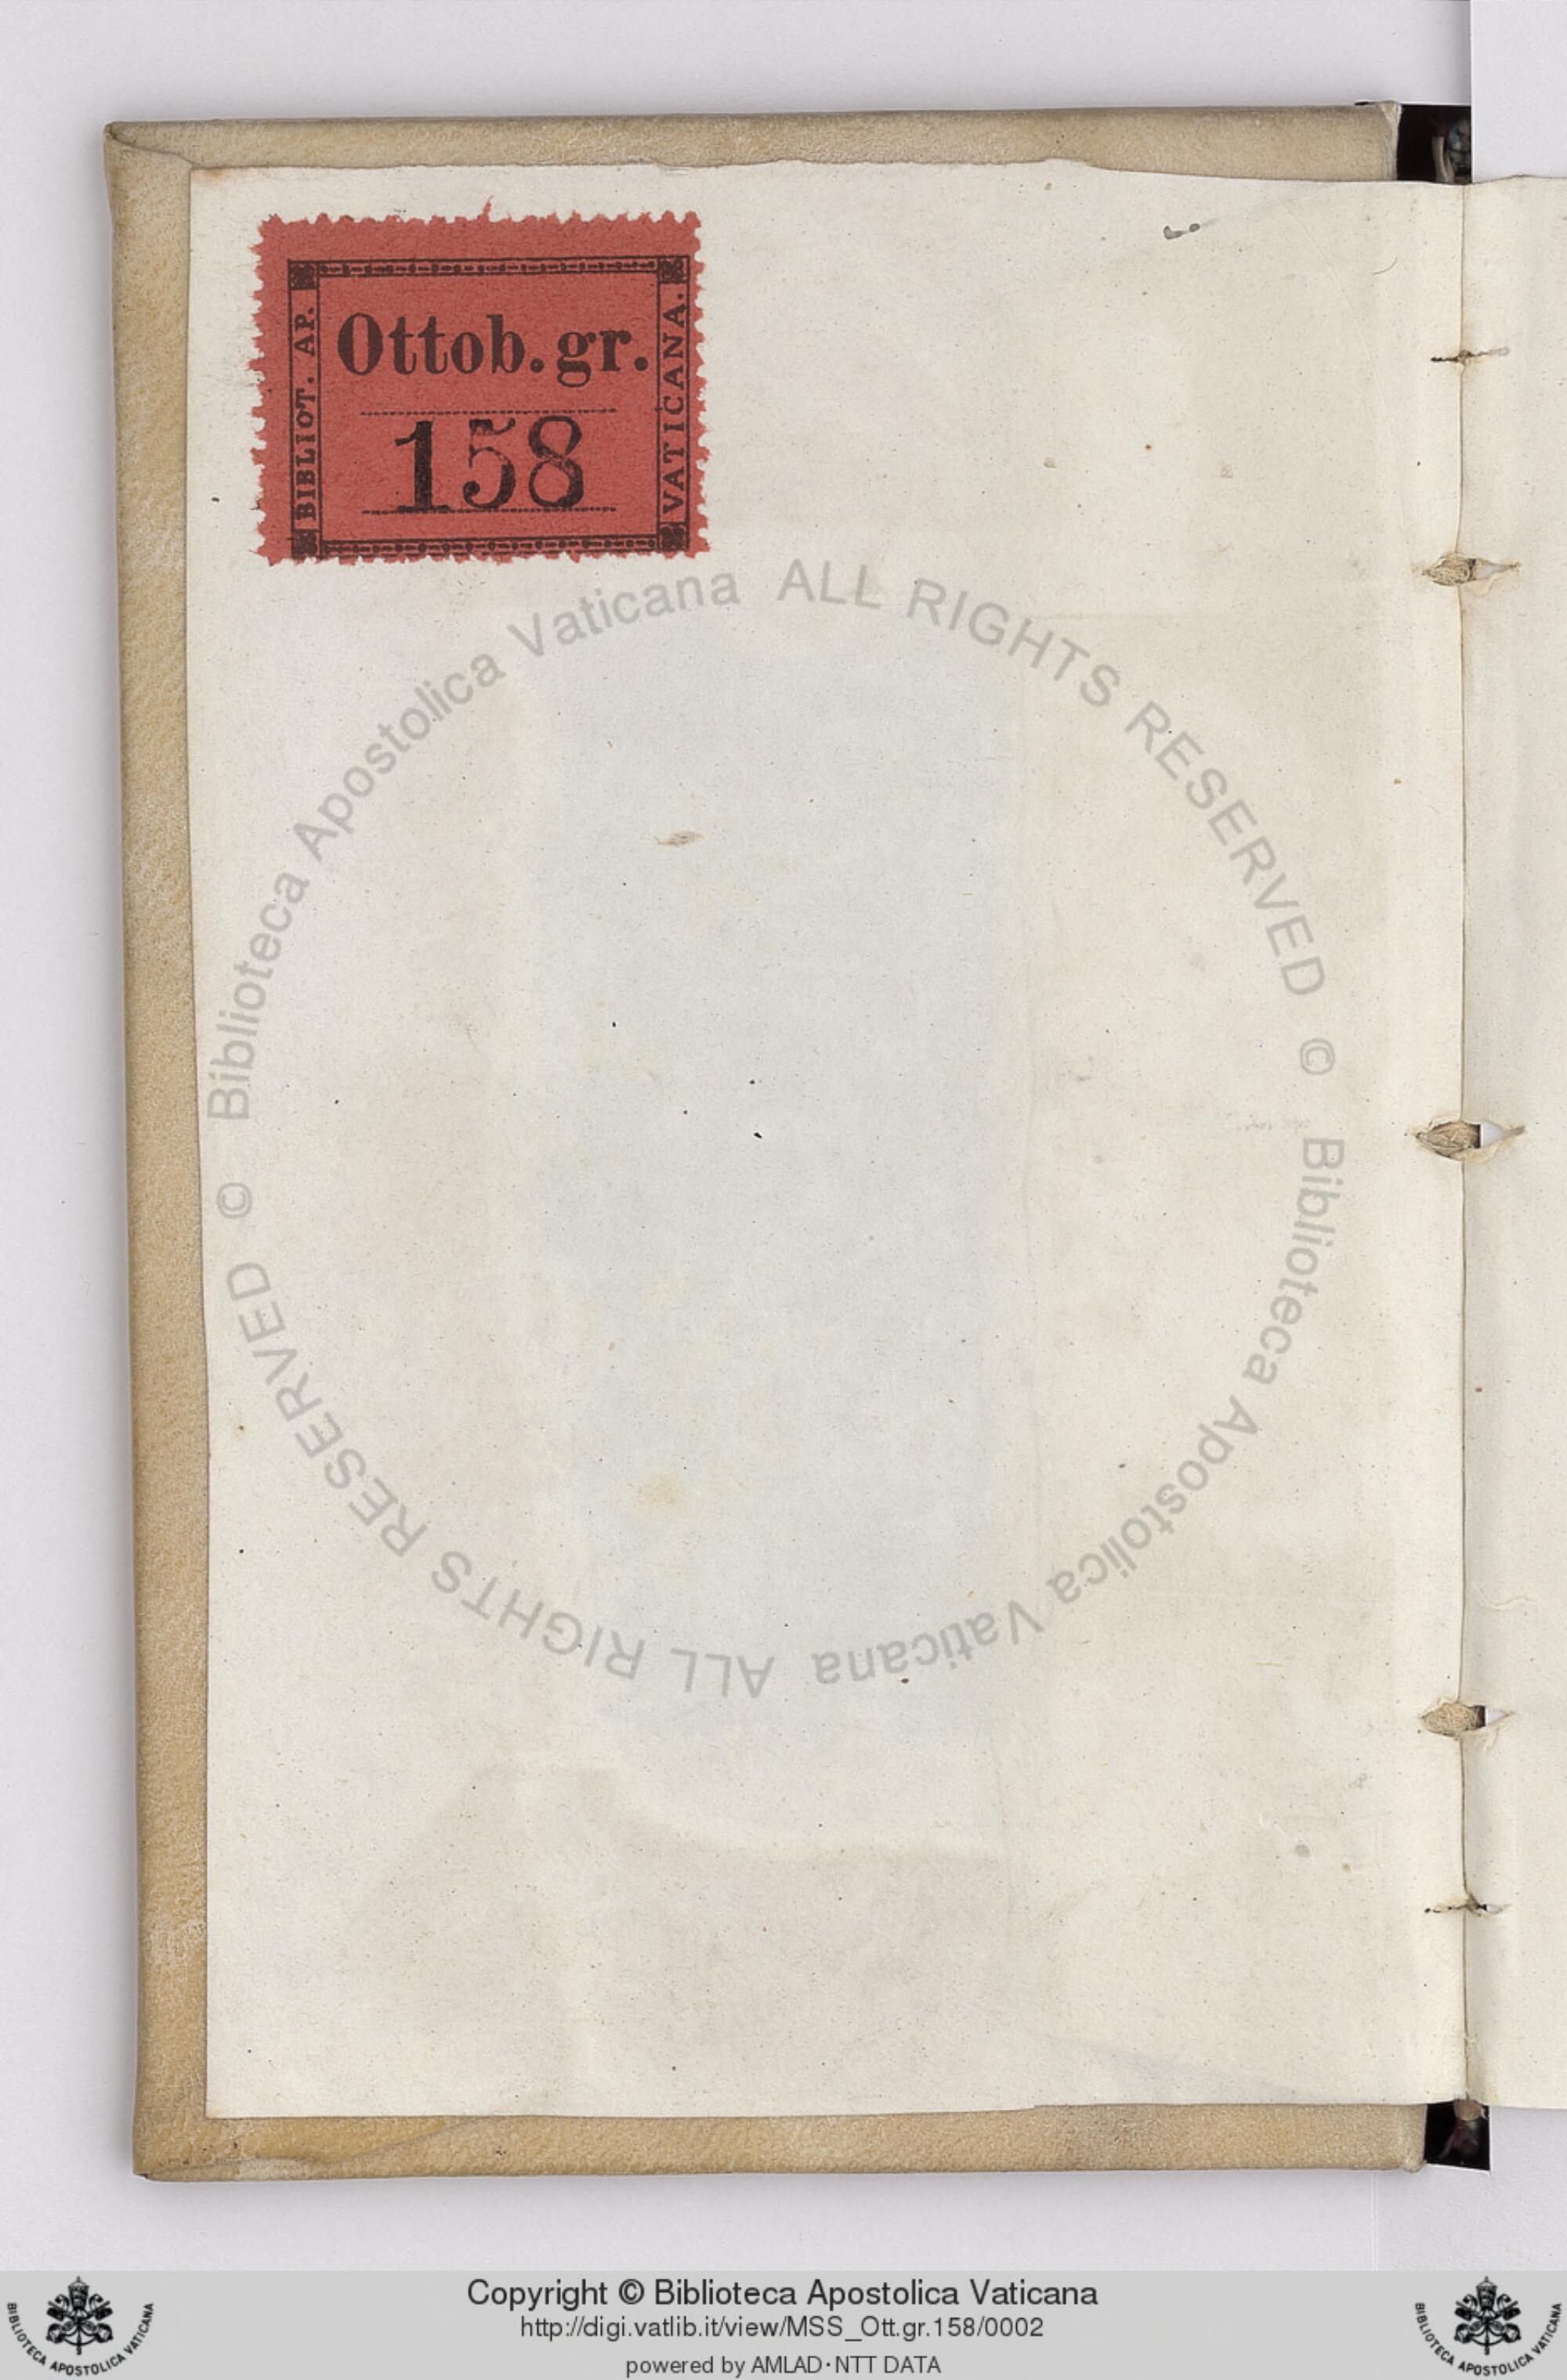 BIBLIOT. AP.
Ottob. gr.
158
VATICANA.
© Biblioteca Apostolica Vaticana ALL RIGHTS RESERVED
© Biblioteca Apostolica Vaticana ALL RIGHTS RESERVED
Copyright © Biblioteca Apostolica Vaticana
http://digi.vatlib.it/view/MSS_Ott.gr.158/0002
powered by AMLAD·NTT DATA
BIBLIOTECA APOSTOLICA VATICANA
BIBLIOTECA APOSTOLICA VATICANA